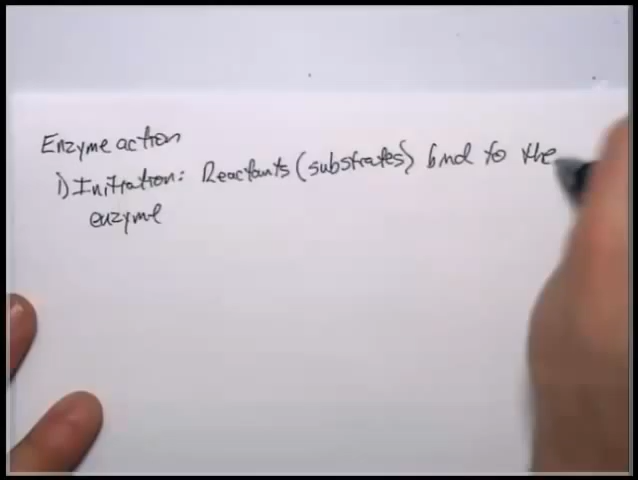 Enzyme action
1) Initiation: Reactants (substrates) bind to the
enzyme